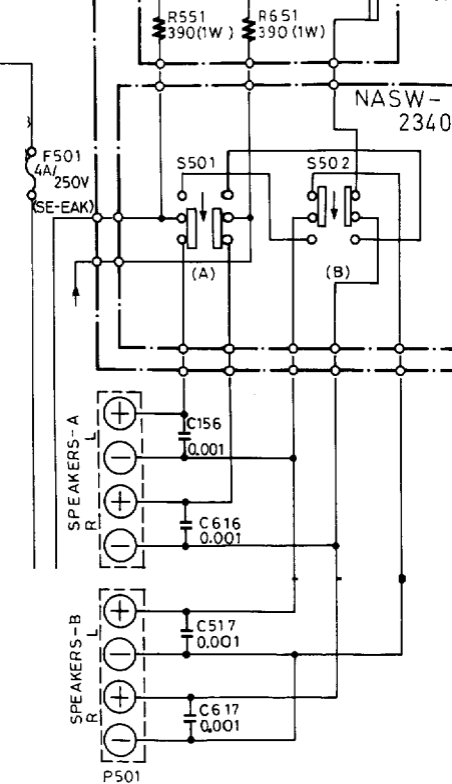 R551
390(1W)
R651
390(1W)
NASW-
2340
F501
4A/
250V
(SE-EAK)
S501
S502
(A)
(B)
SPEAKERS-A
L
R
+
−
+
−
C156
0.001
C616
0.001
SPEAKERS-B
L
R
+
−
+
−
C517
0.001
C617
0.001
P501